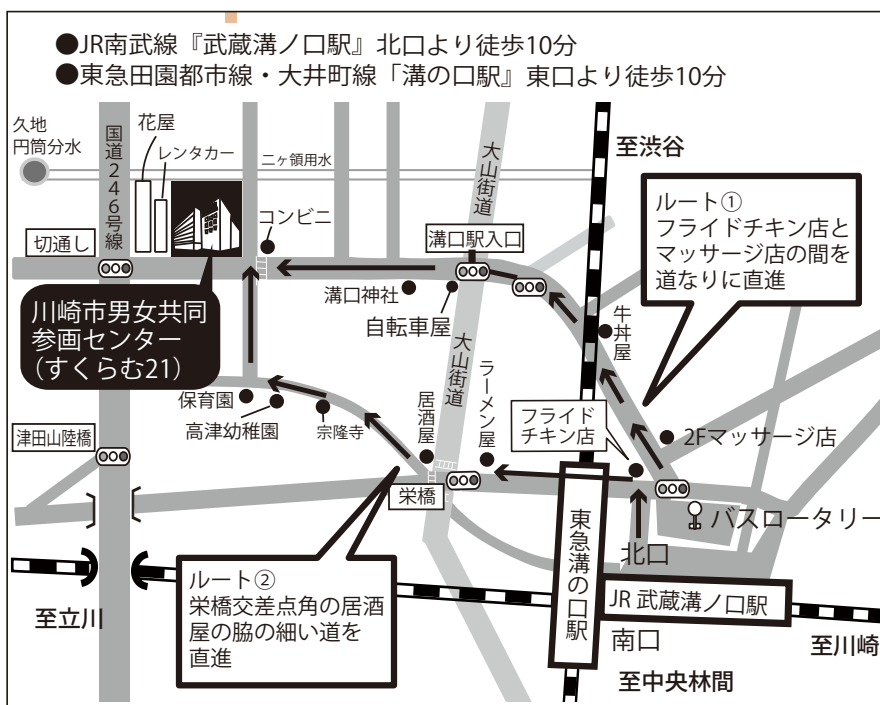 ●JR南武線『武蔵溝ノ口駅』北口より徒歩10分
●東急田園都市線・大井町線「溝の口駅」東口より徒歩10分
久地
円筒分水
国道246号線
花屋
レンタカー
二ヶ領用水
大山街道
至渋谷
ルート①
フライドチキン店と
マッサージ店の間を
道なりに直進
コンビニ
切通し
溝口駅入口
川崎市男女共同
参画センター
(すくらむ21)
溝口神社
自転車屋
牛丼屋
大山街道
ラーメン屋
居酒屋
保育園
高津幼稚園
宗隆寺
フライド
チキン店
2Fマッサージ店
津田山陸橋
栄橋
バスロータリー
東急溝の口駅
北口
ルート②
栄橋交差点角の居酒
屋の脇の細い道を
直進
JR 武蔵溝ノ口駅
至立川
南口
至川崎
至中央林間